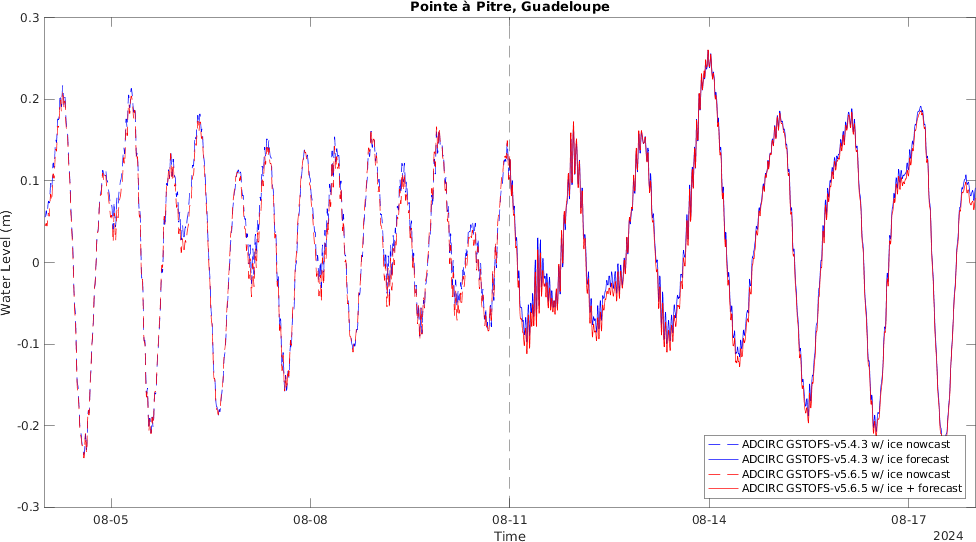 Pointe à Pitre, Guadeloupe
0.3
0.2
0.1
0
-0.1
-0.2
-0.3
Water Level (m)
ADCIRC GSTOFS-v5.4.3 w/ ice nowcast
ADCIRC GSTOFS-v5.4.3 w/ ice forecast
ADCIRC GSTOFS-v5.6.5 w/ ice nowcast
ADCIRC GSTOFS-v5.6.5 w/ ice + forecast
08-05
08-08
08-11
08-14
08-17
Time
2024